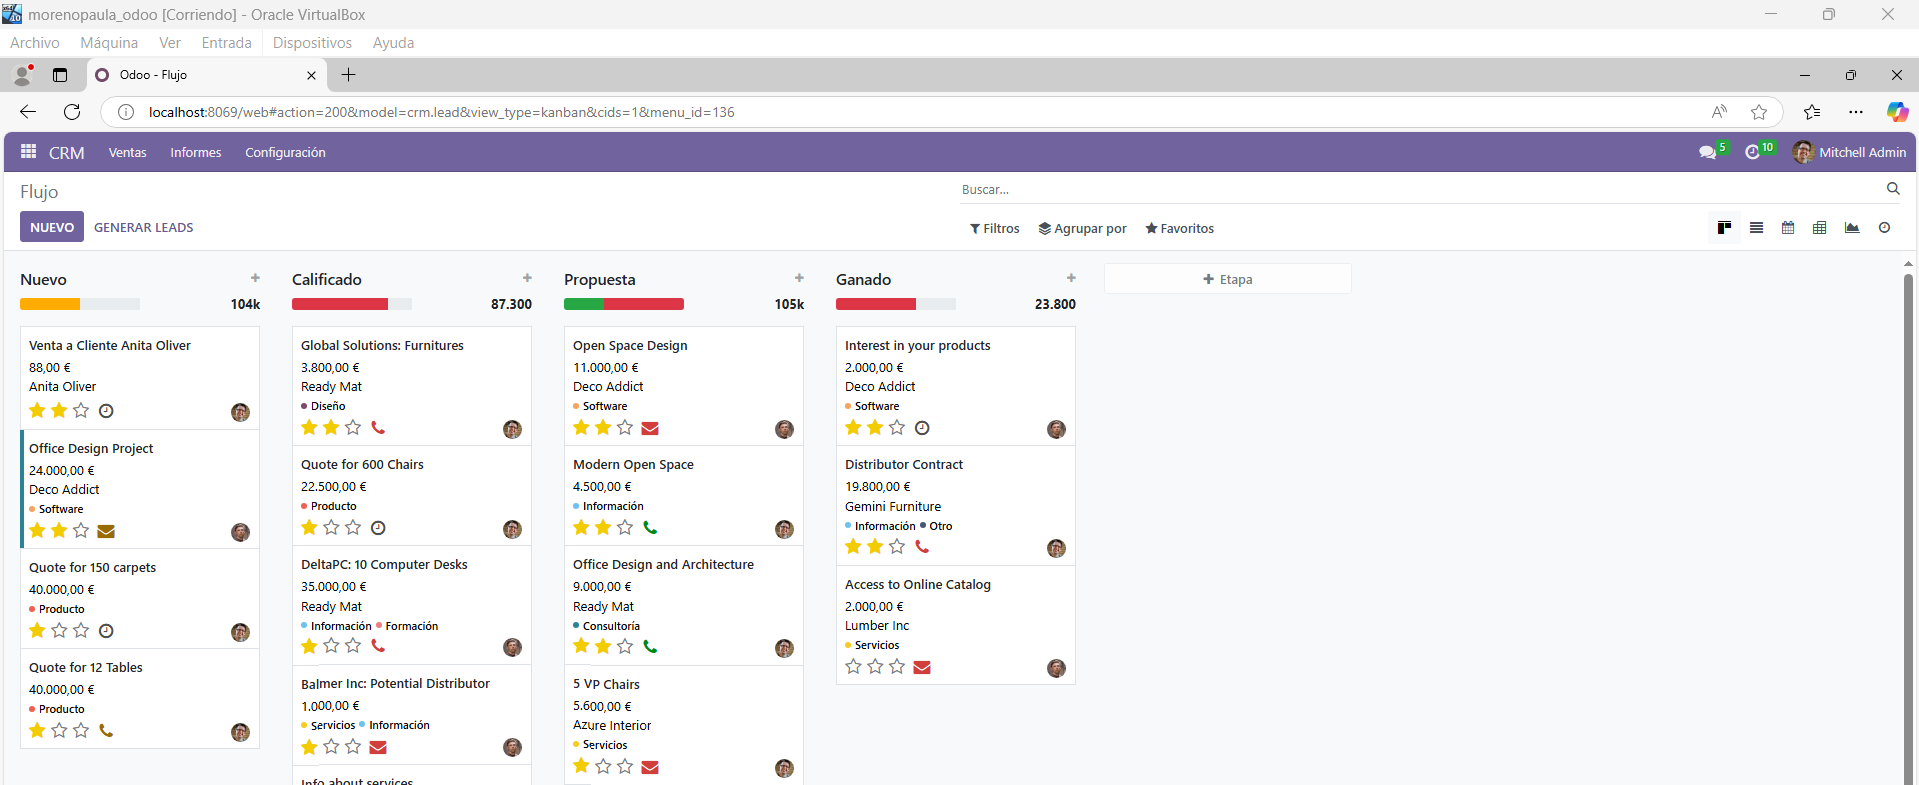 morenopaula_odoo [Corriendo] - Oracle VirtualBox
Archivo Máquina Ver Entrada Dispositivos Ayuda
Odoo - Flujo
localhost:8069/web#action=200&model=crm.lead&view_type=kanban&cids=1&menu_id=136
CRM Ventas Informes Configuración 5 10 Mitchell Admin
Flujo
Buscar...
NUEVO GENERAR LEADS
Filtros Agrupar por Favoritos
Nuevo
104k
Venta a Cliente Anita Oliver
88,00 €
Anita Oliver
Office Design Project
24.000,00 €
Deco Addict
Software
Quote for 150 carpets
40.000,00 €
Producto
Quote for 12 Tables
40.000,00 €
Producto
Calificado
87.300
Global Solutions: Furnitures
3.800,00 €
Ready Mat
Diseño
Quote for 600 Chairs
22.500,00 €
Producto
DeltaPC: 10 Computer Desks
35.000,00 €
Ready Mat
Información Formación
Balmer Inc: Potential Distributor
1.000,00 €
Servicios Información
Info about services
Propuesta
105k
Open Space Design
11.000,00 €
Deco Addict
Software
Modern Open Space
4.500,00 €
Información
Office Design and Architecture
9.000,00 €
Ready Mat
Consultoría
5 VP Chairs
5.600,00 €
Azure Interior
Servicios
Ganado
23.800
Interest in your products
2.000,00 €
Deco Addict
Software
Distributor Contract
19.800,00 €
Gemini Furniture
Información Otro
Access to Online Catalog
2.000,00 €
Lumber Inc
Servicios
+ Etapa